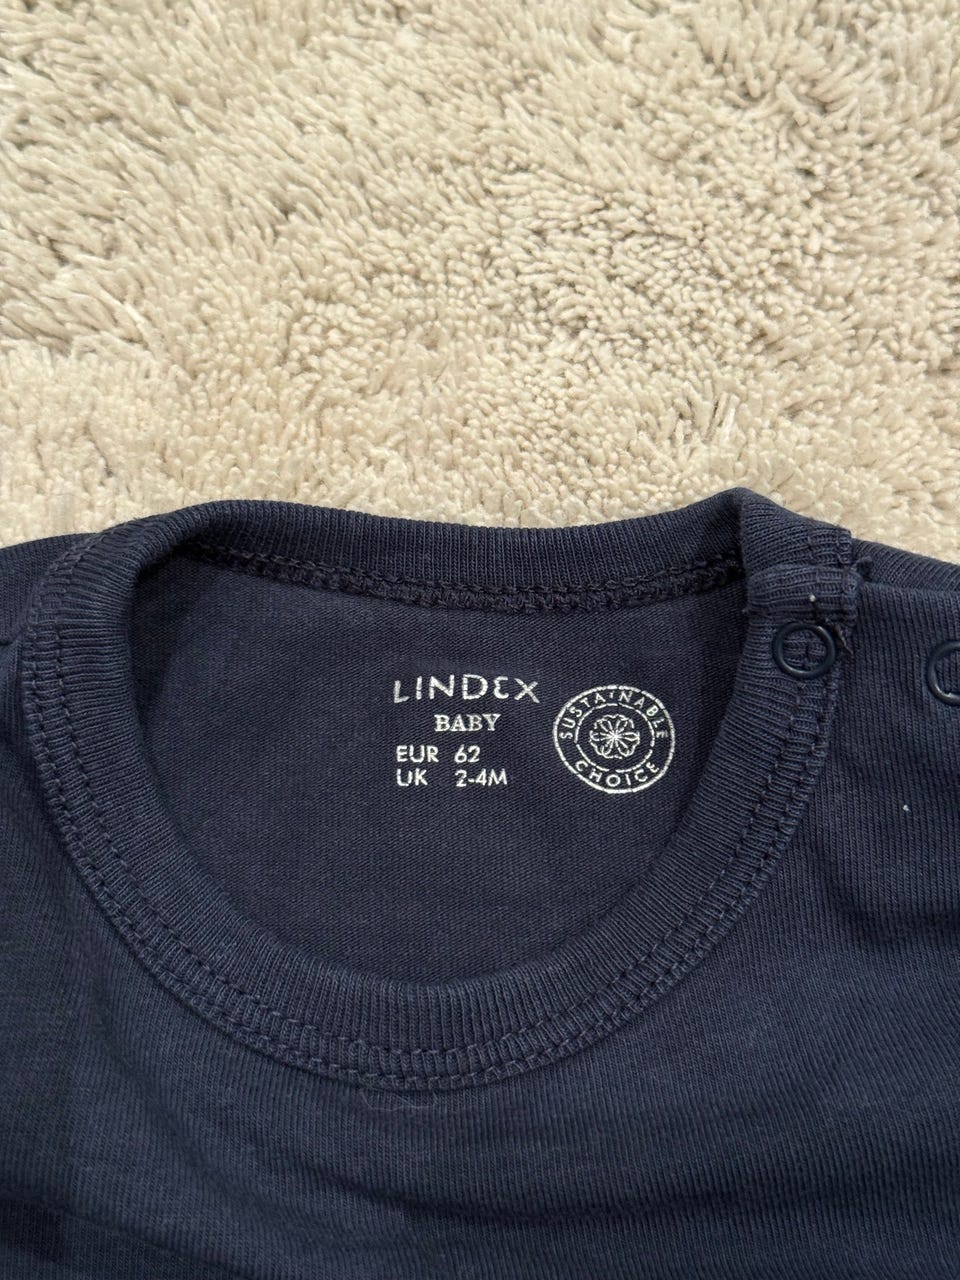 LINDEX
BABY
EUR 62
UK 2-4M
SUSTAINABLE
CHOICE